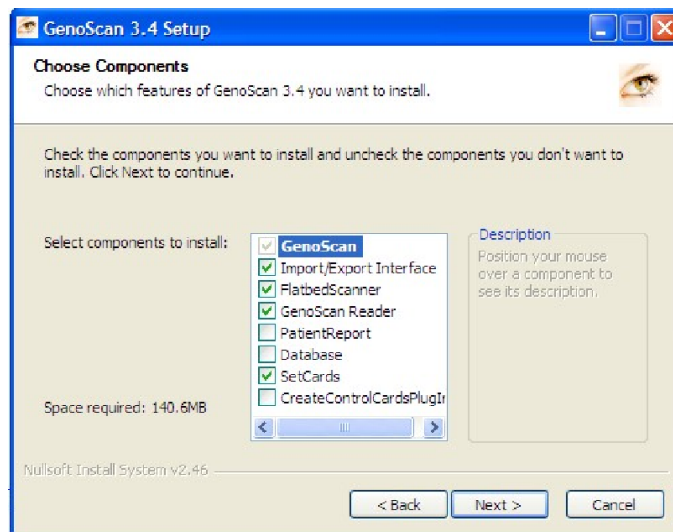 GenoScan 3.4 Setup
Choose Components
Choose which features of GenoScan 3.4 you want to install.
Check the components you want to install and uncheck the components you don't want to
install. Click Next to continue.
Select components to install:
GenoScan
Import/Export Interface
FlatbedScanner
GenoScan Reader
PatientReport
Database
SetCards
CreateControlCardsPlugIn
Description
Position your mouse
over a component to
see its description.
Space required: 140.6MB
Nullsoft Install System v2.46
< Back
Next >
Cancel